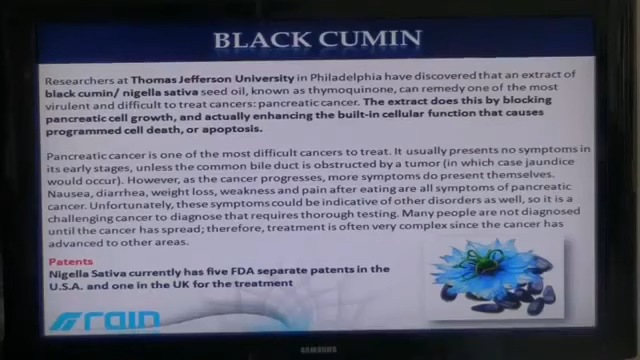 BLACK CUMIN
Researchers at Thomas Jefferson University in Philadelphia have discovered that an extract of
black cumin/ nigella sativa seed oil, known as thymoquinone, can remedy one of the most
virulent and difficult to treat cancers: pancreatic cancer. The extract does this by blocking
pancreatic cell growth, and actually enhancing the built-in cellular function that causes
programmed cell death, or apoptosis.
Pancreatic cancer is one of the most difficult cancers to treat. It usually presents no symptoms in
its early stages, unless the common bile duct is obstructed by a tumor (in which case jaundice
would occur). However, as the cancer progresses, more symptoms do present themselves.
Nausea, diarrhea, weight loss, weakness and pain after eating are all symptoms of pancreatic
cancer. Unfortunately, these symptoms could be indicative of other disorders as well, so it is a
challenging cancer to diagnose that requires thorough testing. Many people are not diagnosed
until the cancer has spread; therefore, treatment is often very complex since the cancer has
advanced to other areas.
Patents
Nigella Sativa currently has five FDA separate patents in the
U.S.A. and one in the UK for the treatment
rain
SAMSUNG